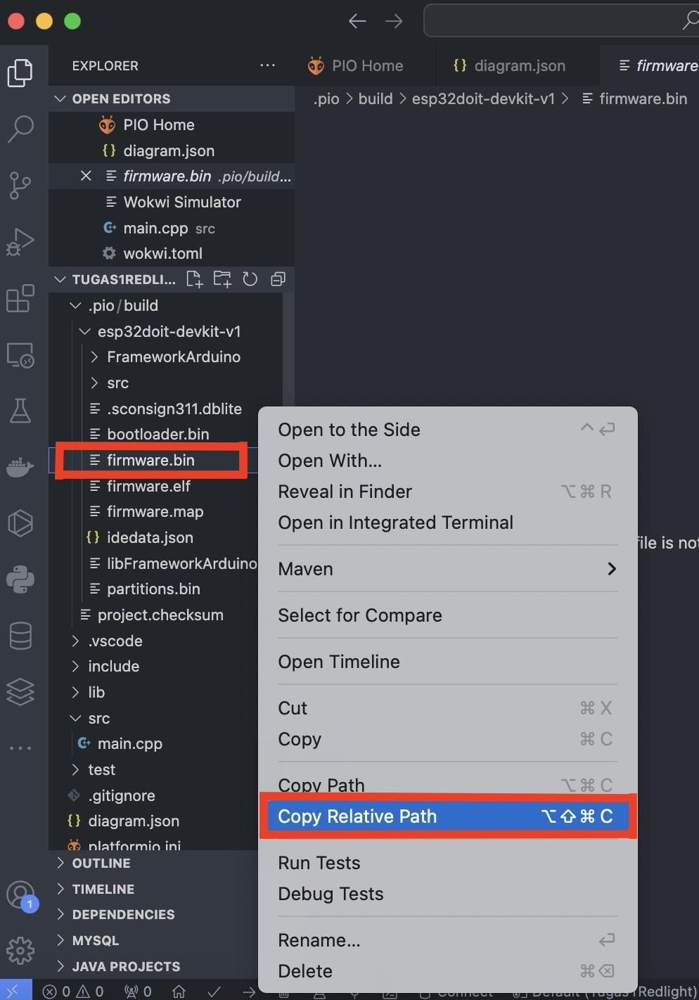 EXPLORER
PIO Home
diagram.json
firmware
OPEN EDITORS
.pio > build > esp32doit-devkit-v1 > firmware.bin
PIO Home
diagram.json
firmware.bin .pio/build...
Wokwi Simulator
main.cpp src
wokwi.toml
TUGAS1REDLI...
.pio/build
esp32doit-devkit-v1
FrameworkArduino
src
.sconsign311.dblite
bootloader.bin
firmware.bin
firmware.elf
firmware.map
idedata.json
libFrameworkArduino
partitions.bin
project.checksum
.vscode
include
lib
src
main.cpp
test
.gitignore
diagram.json
platformio.ini
OUTLINE
TIMELINE
DEPENDENCIES
MYSQL
JAVA PROJECTS
Open to the Side ⌃⏎
Open With...
Reveal in Finder ⌥⌘R
Open in Integrated Terminal
file is not
Maven
Select for Compare
Open Timeline
Cut ⌘X
Copy ⌘C
Copy Path ⌥⌘C
Copy Relative Path ⌥⇧⌘C
Run Tests
Debug Tests
Rename... ⏎
Delete ⌘⌫
1
0 0 0 Connect Default (Tugas1Redlight)